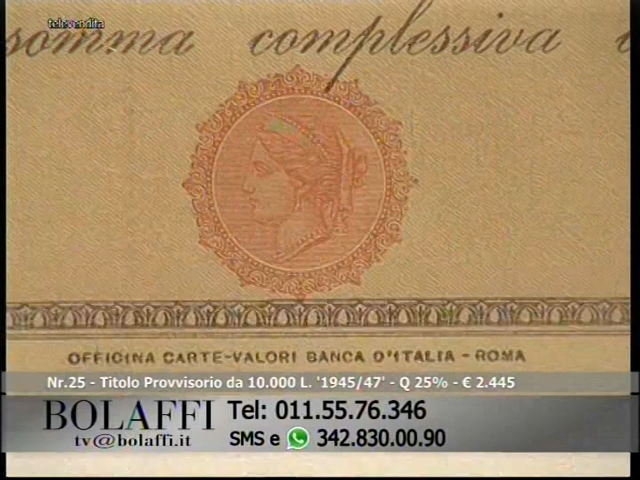 televendita
somma complessiva
OFFICINA CARTE-VALORI BANCA D'ITALIA - ROMA
Nr.25 - Titolo Provvisorio da 10.000 L. '1945/47' - Q 25% - € 2.445
BOLAFFI
tv@bolaffi.it
Tel: 011.55.76.346
SMS e 342.830.00.90